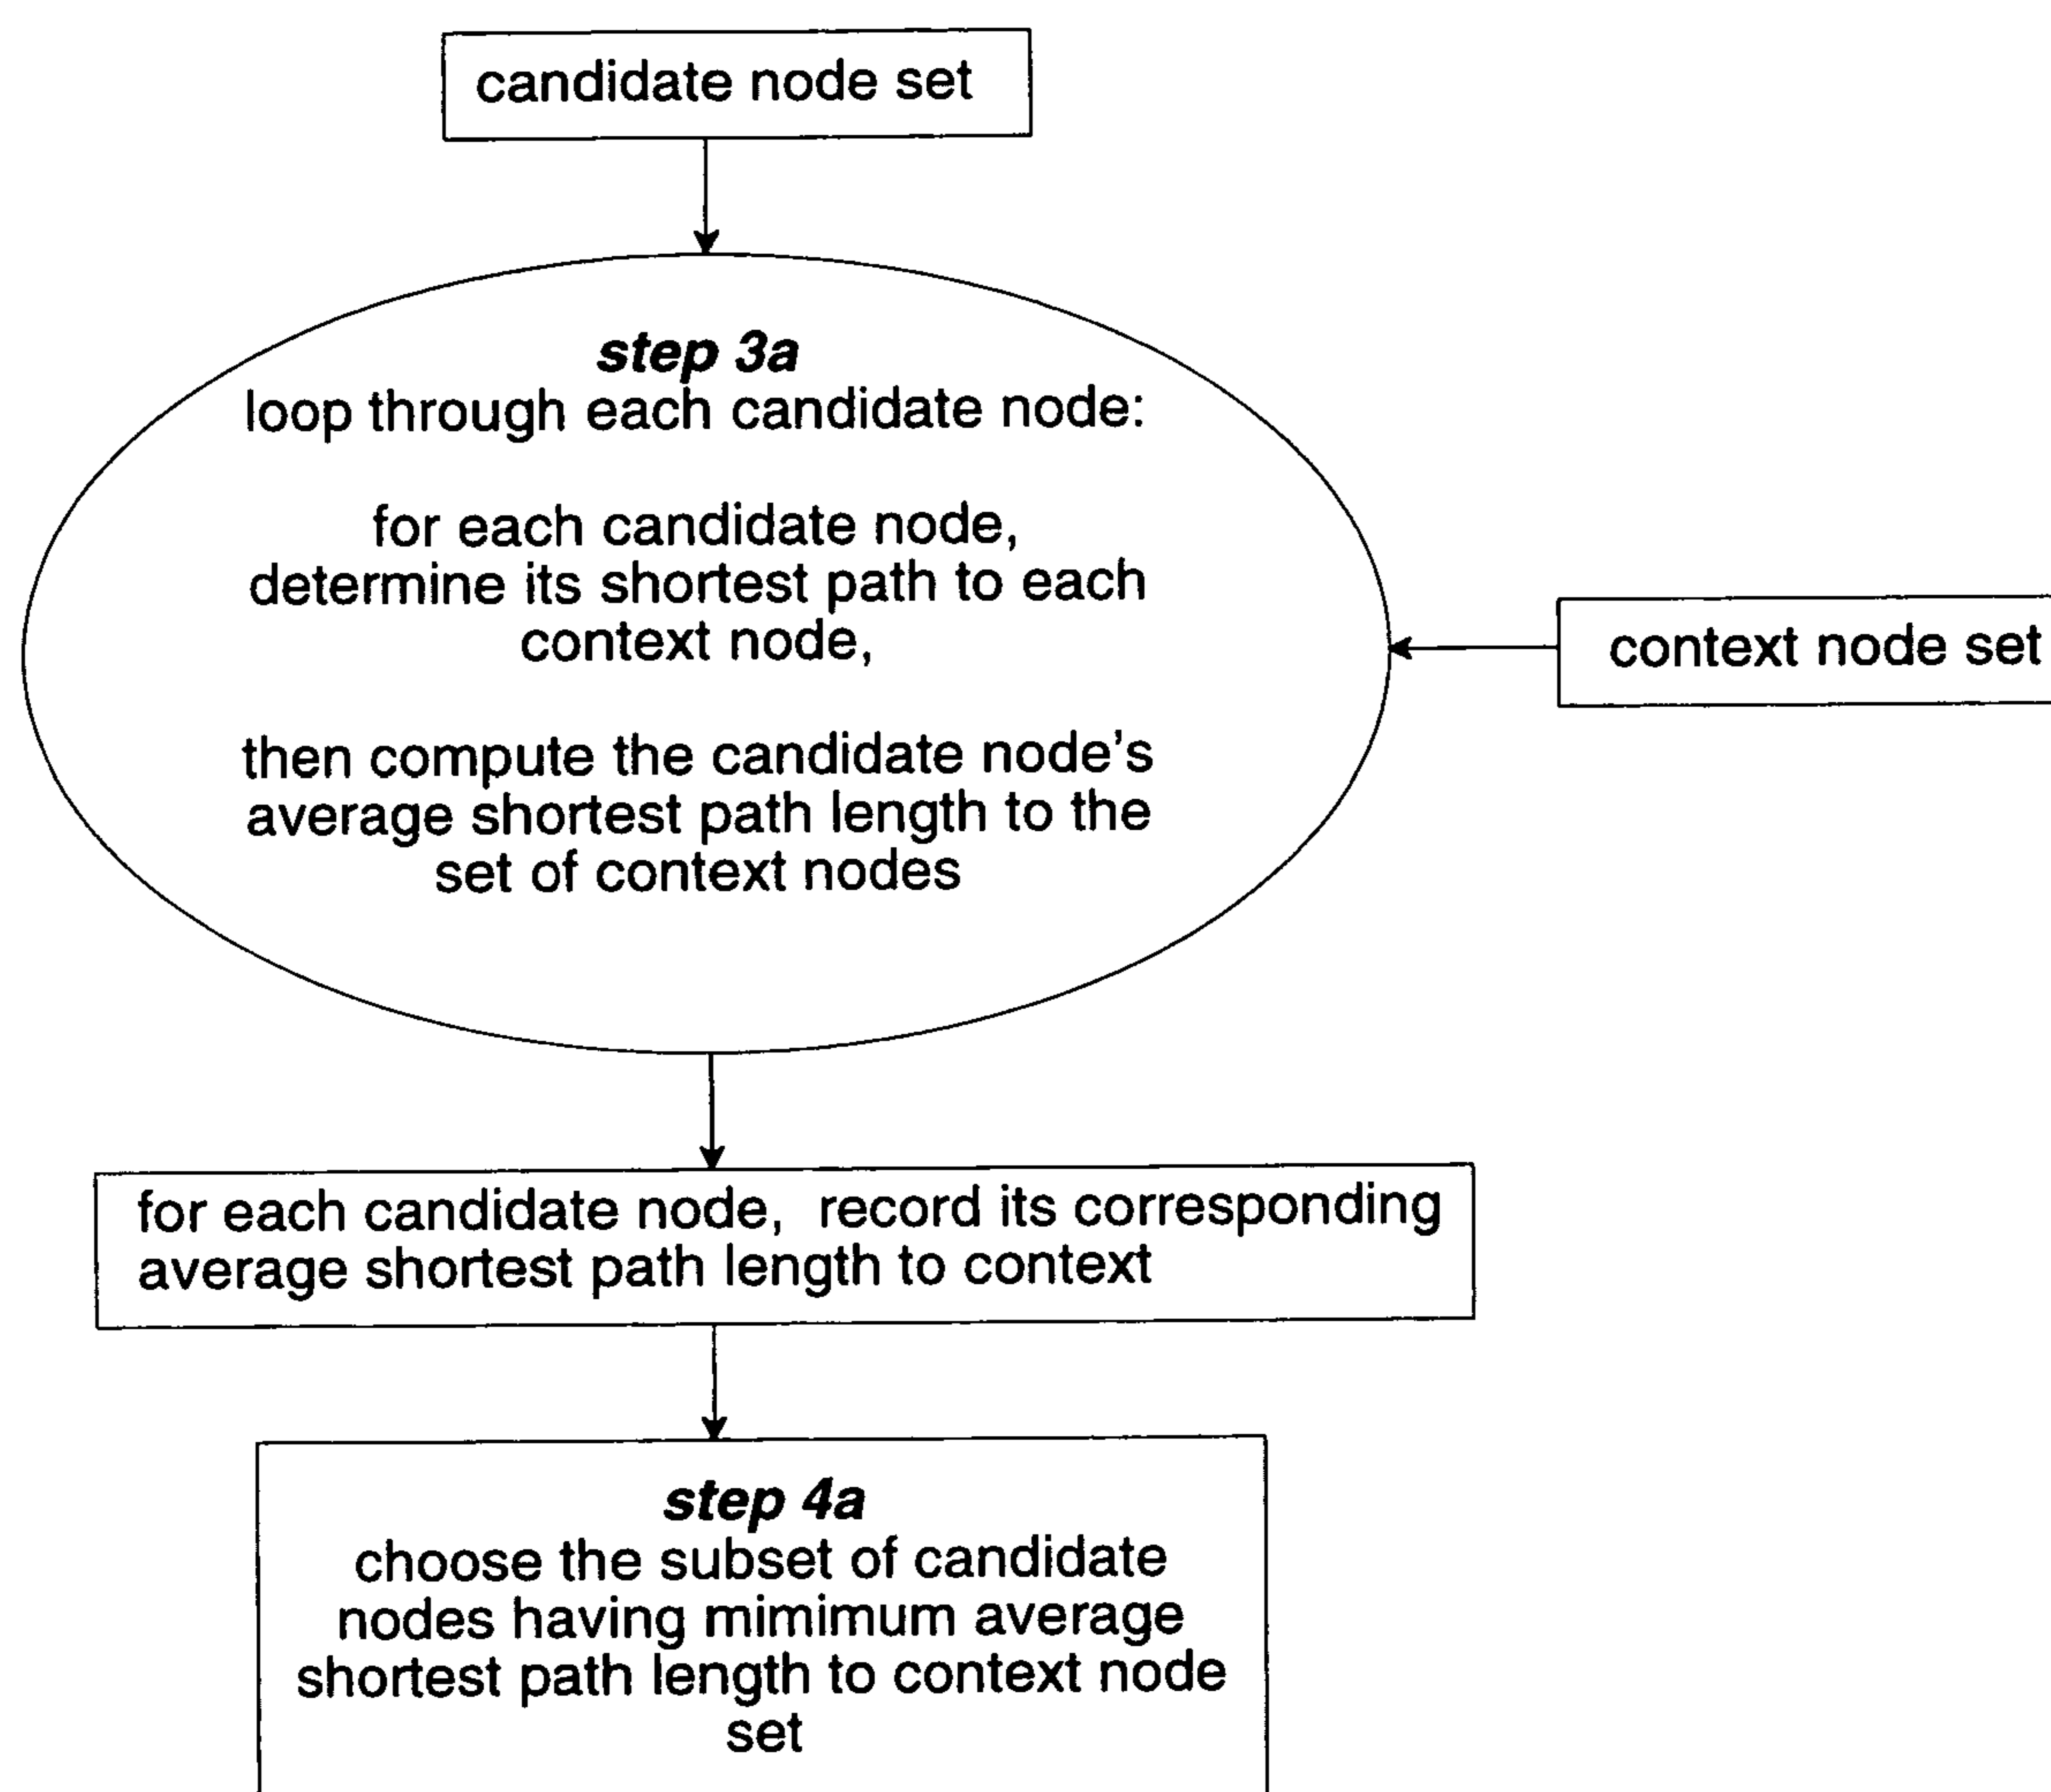 candidate node set
step 3a
loop through each candidate node:
for each candidate node,
determine its shortest path to each
context node,
then compute the candidate node's
average shortest path length to the
set of context nodes
context node set
for each candidate node, record its corresponding
average shortest path length to context
step 4a
choose the subset of candidate
nodes having mimimum average
shortest path length to context node
set